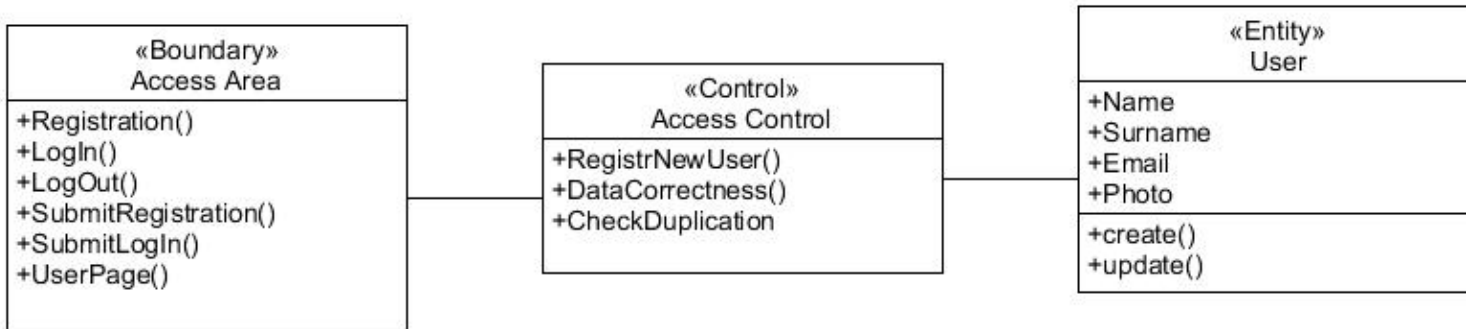 «Boundary»
Access Area
+Registration()
+LogIn()
+LogOut()
+SubmitRegistration()
+SubmitLogIn()
+UserPage()
«Control»
Access Control
+RegistrNewUser()
+DataCorrectness()
+CheckDuplication
«Entity»
User
+Name
+Surname
+Email
+Photo
+create()
+update()